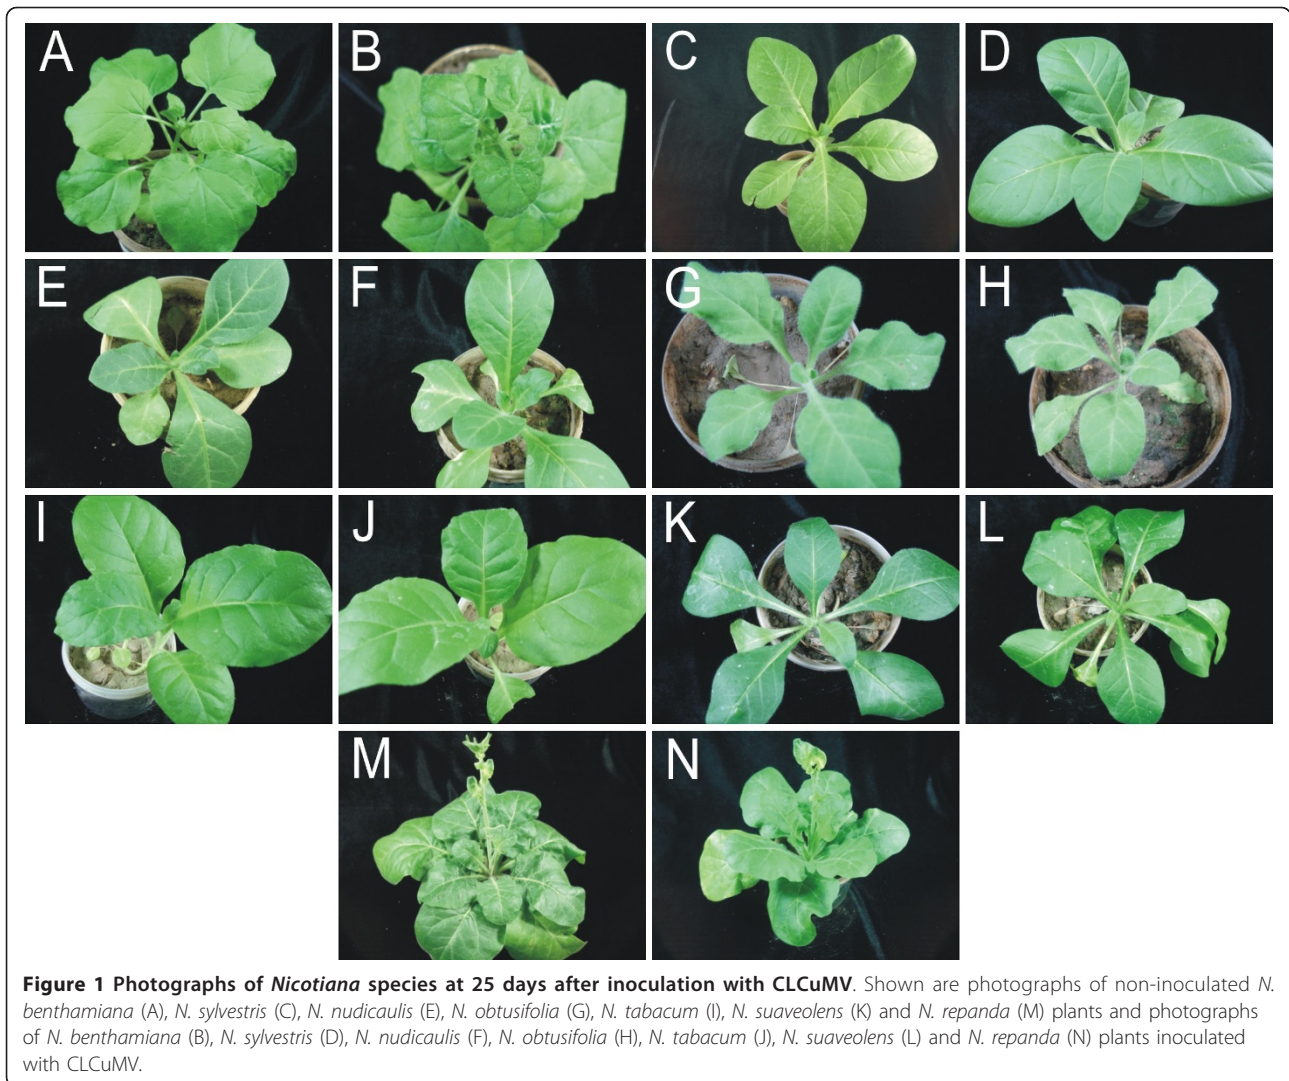 A
B
C
D
E
F
G
H
I
J
K
L
M
N
Figure 1 Photographs of Nicotiana species at 25 days after inoculation with CLCuMV. Shown are photographs of non-inoculated N.
benthamiana (A), N. sylvestris (C), N. nudicaulis (E), N. obtusifolia (G), N. tabacum (I), N. suaveolens (K) and N. repanda (M) plants and photographs
of N. benthamiana (B), N. sylvestris (D), N. nudicaulis (F), N. obtusifolia (H), N. tabacum (J), N. suaveolens (L) and N. repanda (N) plants inoculated
with CLCuMV.